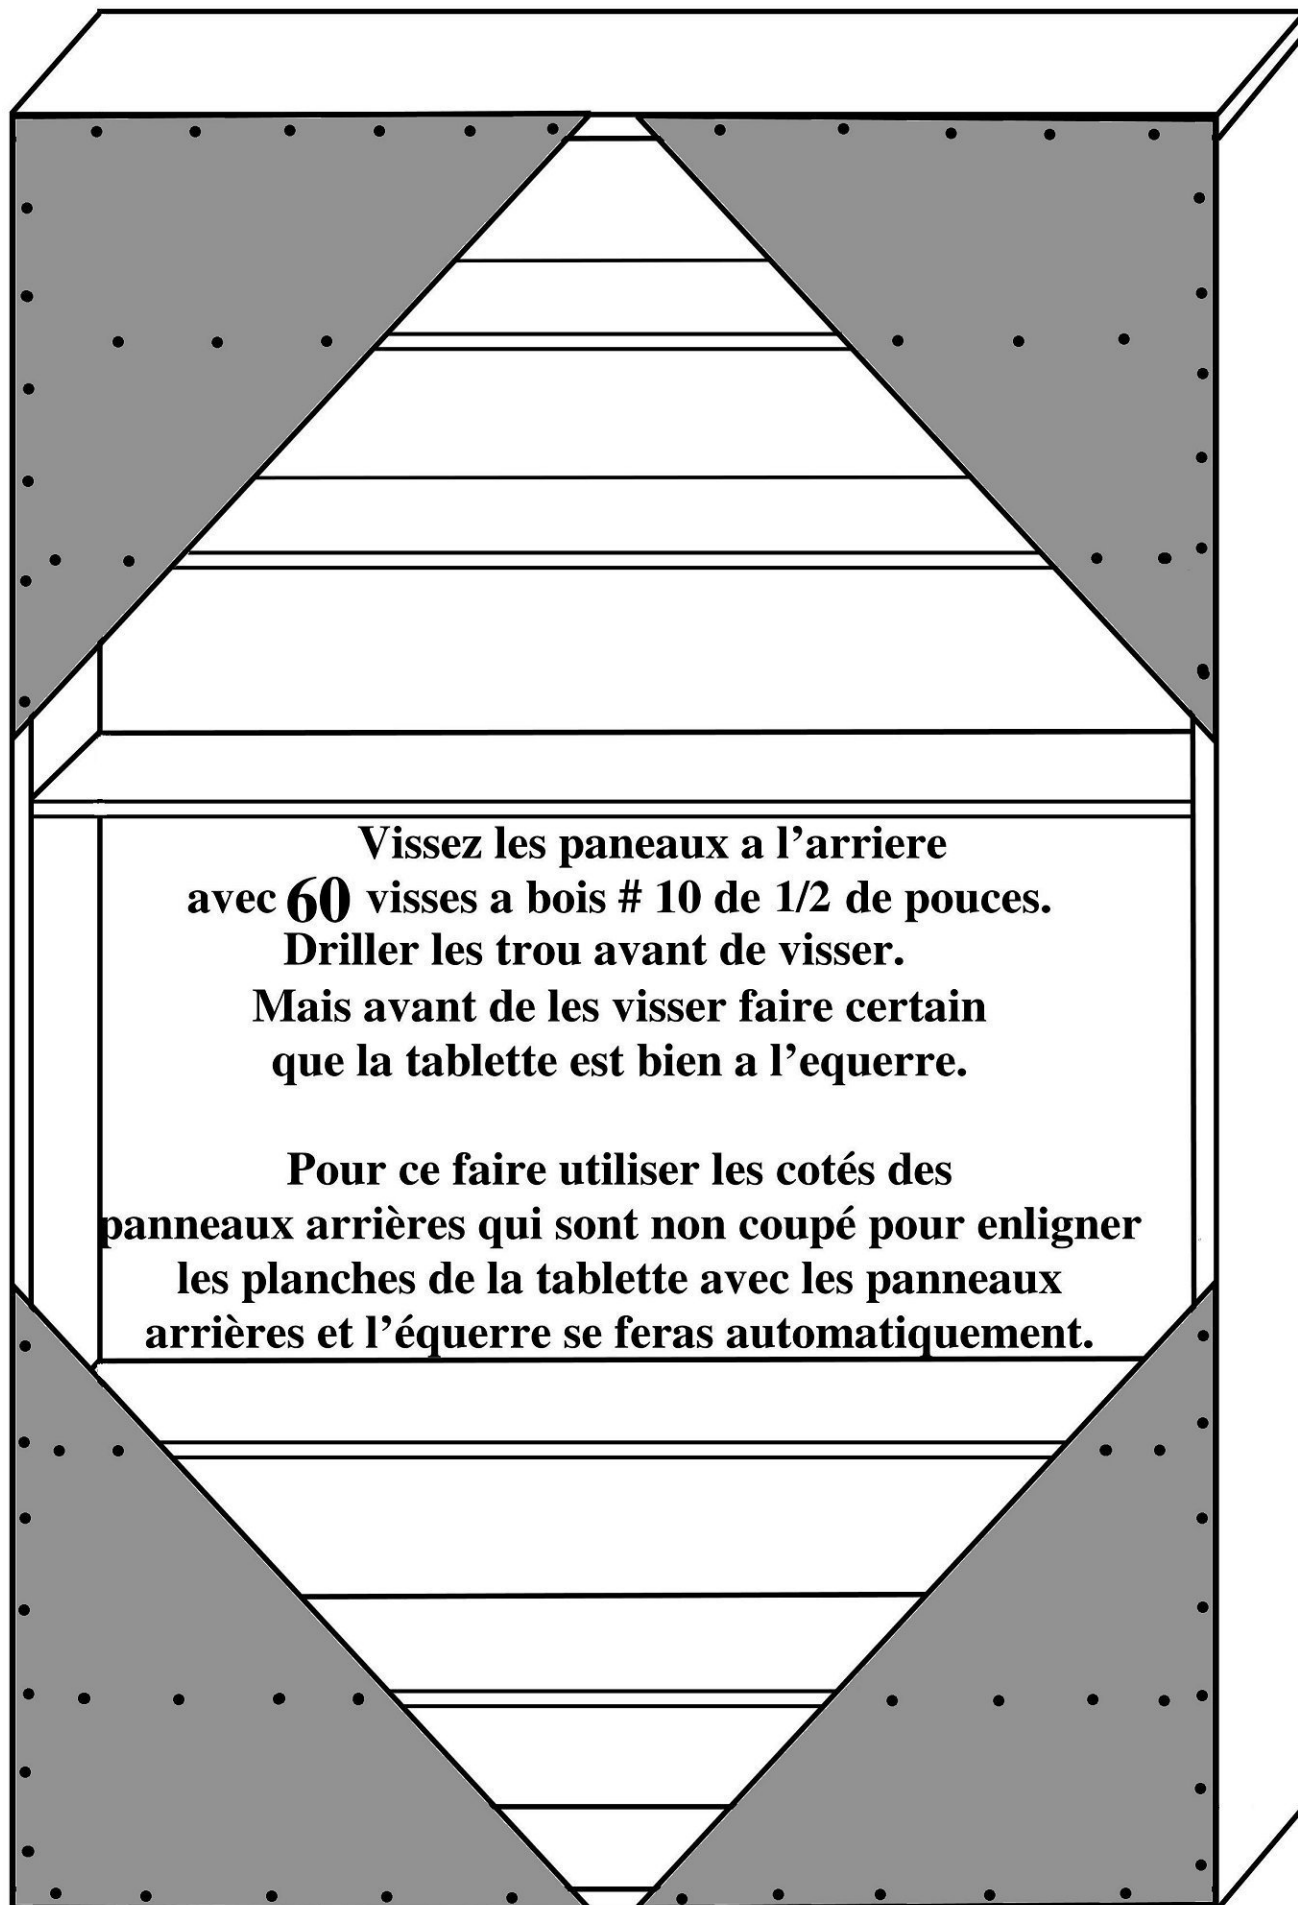 Vissez les paneaux a l’arriere
avec 60 visses a bois # 10 de 1/2 de pouces.
Driller les trou avant de visser.
Mais avant de les visser faire certain
que la tablette est bien a l’equerre.
Pour ce faire utiliser les cotés des
panneaux arrières qui sont non coupé pour enligner
les planches de la tablette avec les panneaux
arrières et l’équerre se feras automatiquement.